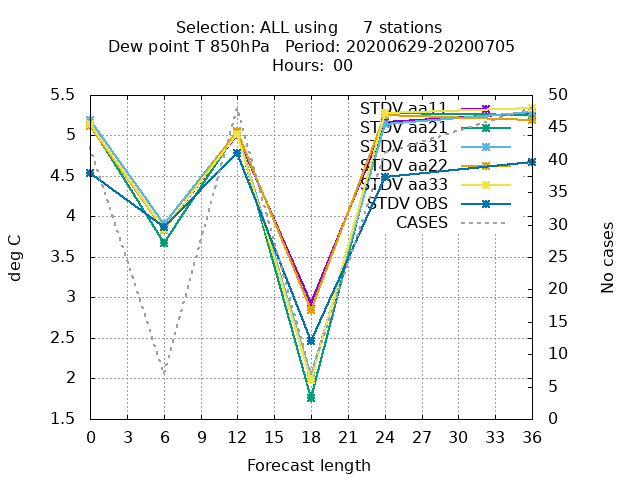 Selection: ALL using 7 stations
Dew point T 850hPa Period: 20200629-20200705
Hours: 00
5.5
5
4.5
4
3.5
3
2.5
2
1.5
deg C
50
45
40
35
30
25
20
15
10
5
0
No cases
STDV aa11
STDV aa21
STDV aa31
STDV aa22
STDV aa33
STDV OBS
CASES
0 3 6 9 12 15 18 21 24 27 30 33 36
Forecast length